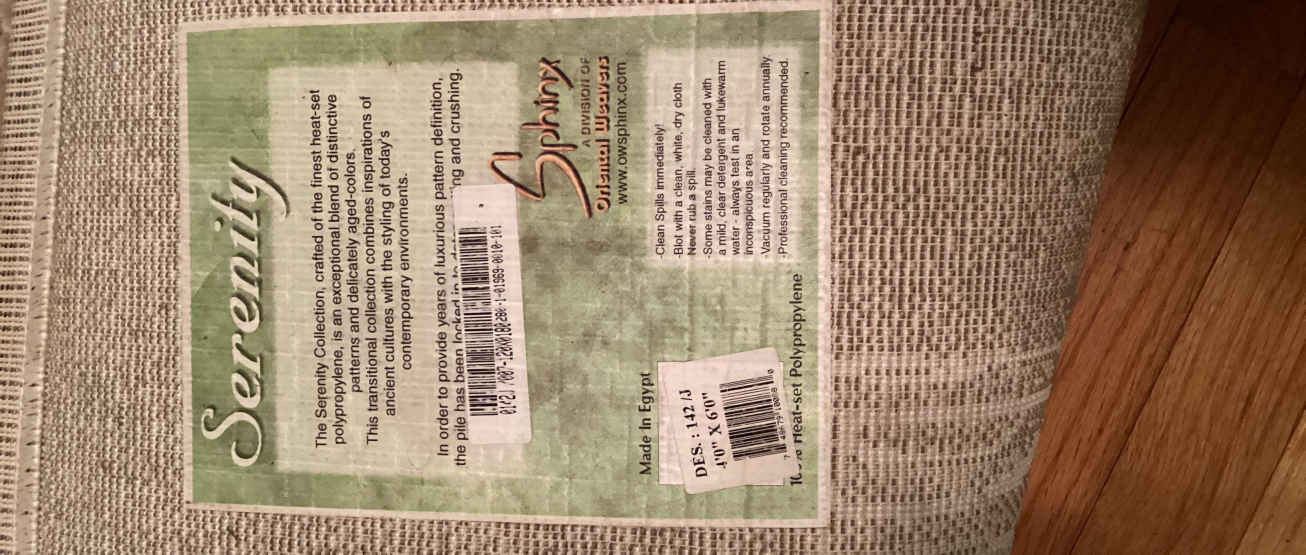 Serenity
The Serenity Collection, crafted of the finest heat-set
polypropylene, is an exceptional blend of distinctive
patterns and delicately aged-colors.
This transitional collection combines inspirations of
ancient cultures with the styling of today's
contemporary environments.
In order to provide years of luxurious pattern definition,
the pile has been locked in to and crushing.
Sphinx
A DIVISION OF
Oriental Weavers
www.owsphinx.com
-Clean Spills immediately!
-Blot with a clean, white, dry cloth
Never rub a spill.
-Some stains may be cleaned with
a mild, clear detergent and lukewarm
water - always test in an
inconspicuous area.
-Vacuum regularly and rotate annually.
-Professional cleaning recommended.
Made In Egypt
DES.: 142 /J
4'0" X 6'0"
Heat-set Polypropylene